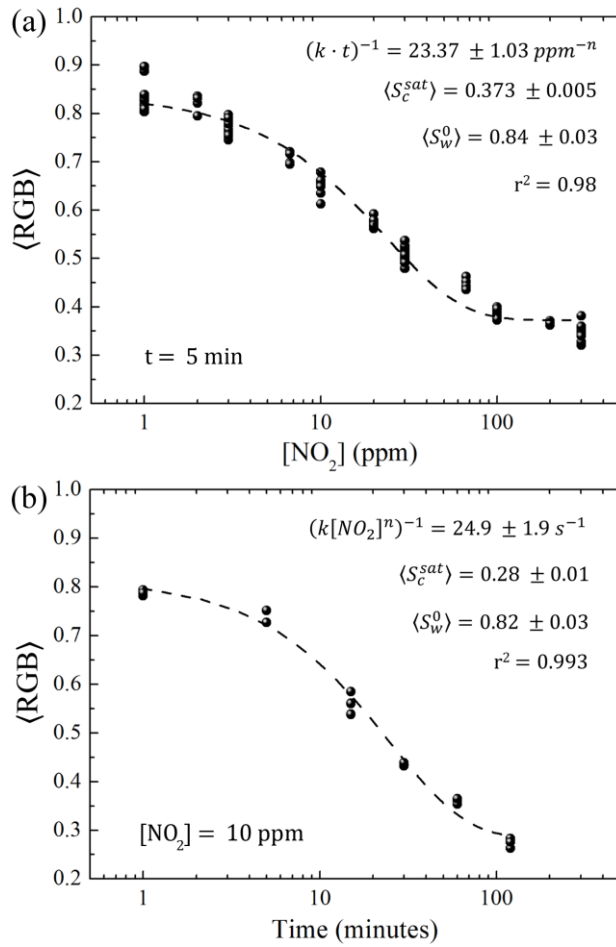 (a)
(k · t)⁻¹ = 23.37 ± 1.03 ppm⁻ⁿ
⟨S_c^sat⟩ = 0.373 ± 0.005
⟨S_w^0⟩ = 0.84 ± 0.03
r² = 0.98
⟨RGB⟩
1.0
0.9
0.8
0.7
0.6
0.5
0.4
0.3
0.2
t = 5 min
1 10 100
[NO₂] (ppm)
(b)
(k[NO₂]ⁿ)⁻¹ = 24.9 ± 1.9 s⁻¹
⟨S_c^sat⟩ = 0.28 ± 0.01
⟨S_w^0⟩ = 0.82 ± 0.03
r² = 0.993
⟨RGB⟩
1.0
0.9
0.8
0.7
0.6
0.5
0.4
0.3
0.2
[NO₂] = 10 ppm
1 10 100
Time (minutes)